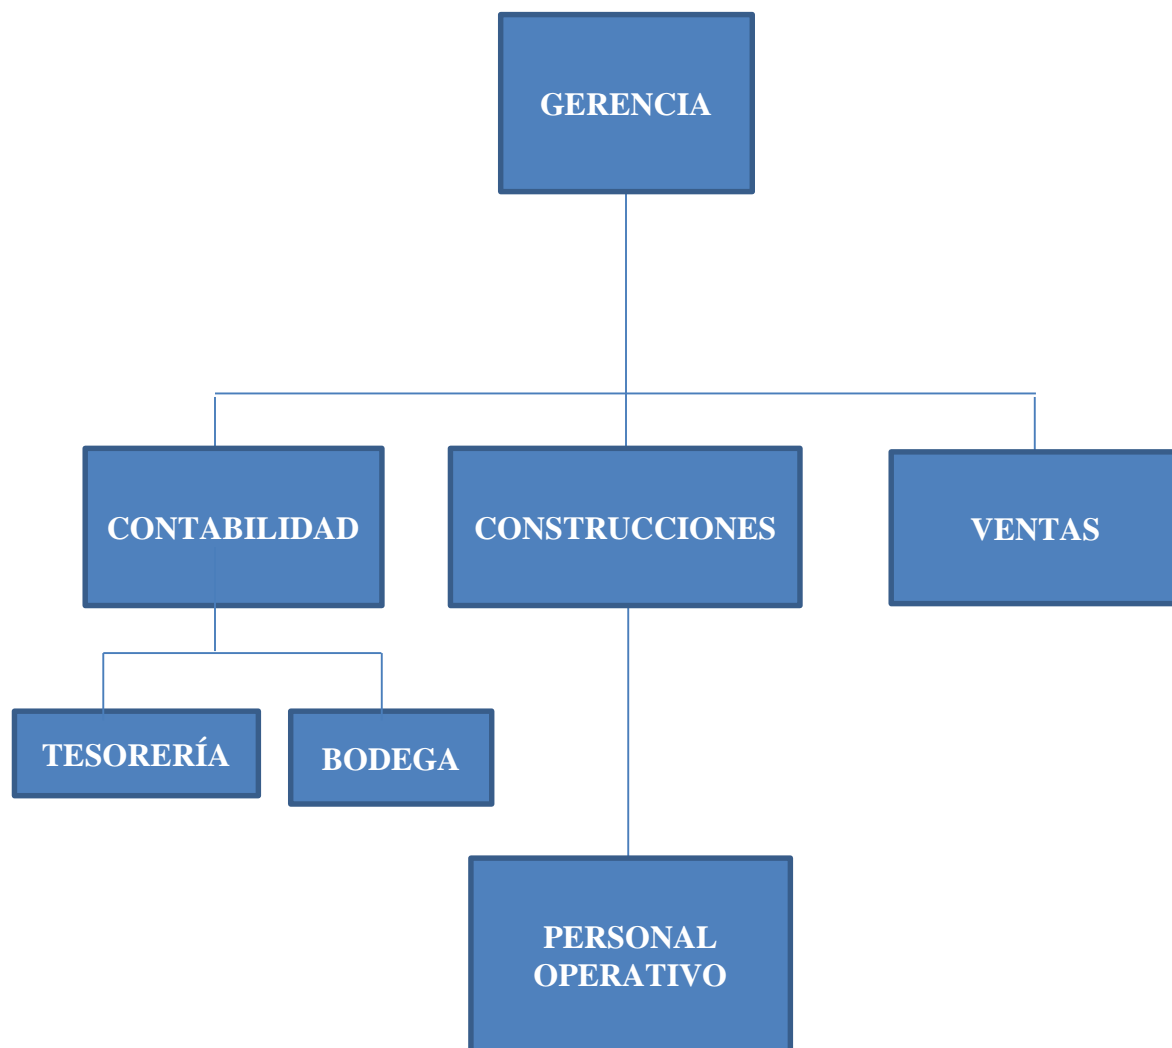 GERENCIA
CONTABILIDAD
CONSTRUCCIONES
VENTAS
TESORERÍA
BODEGA
PERSONAL
OPERATIVO